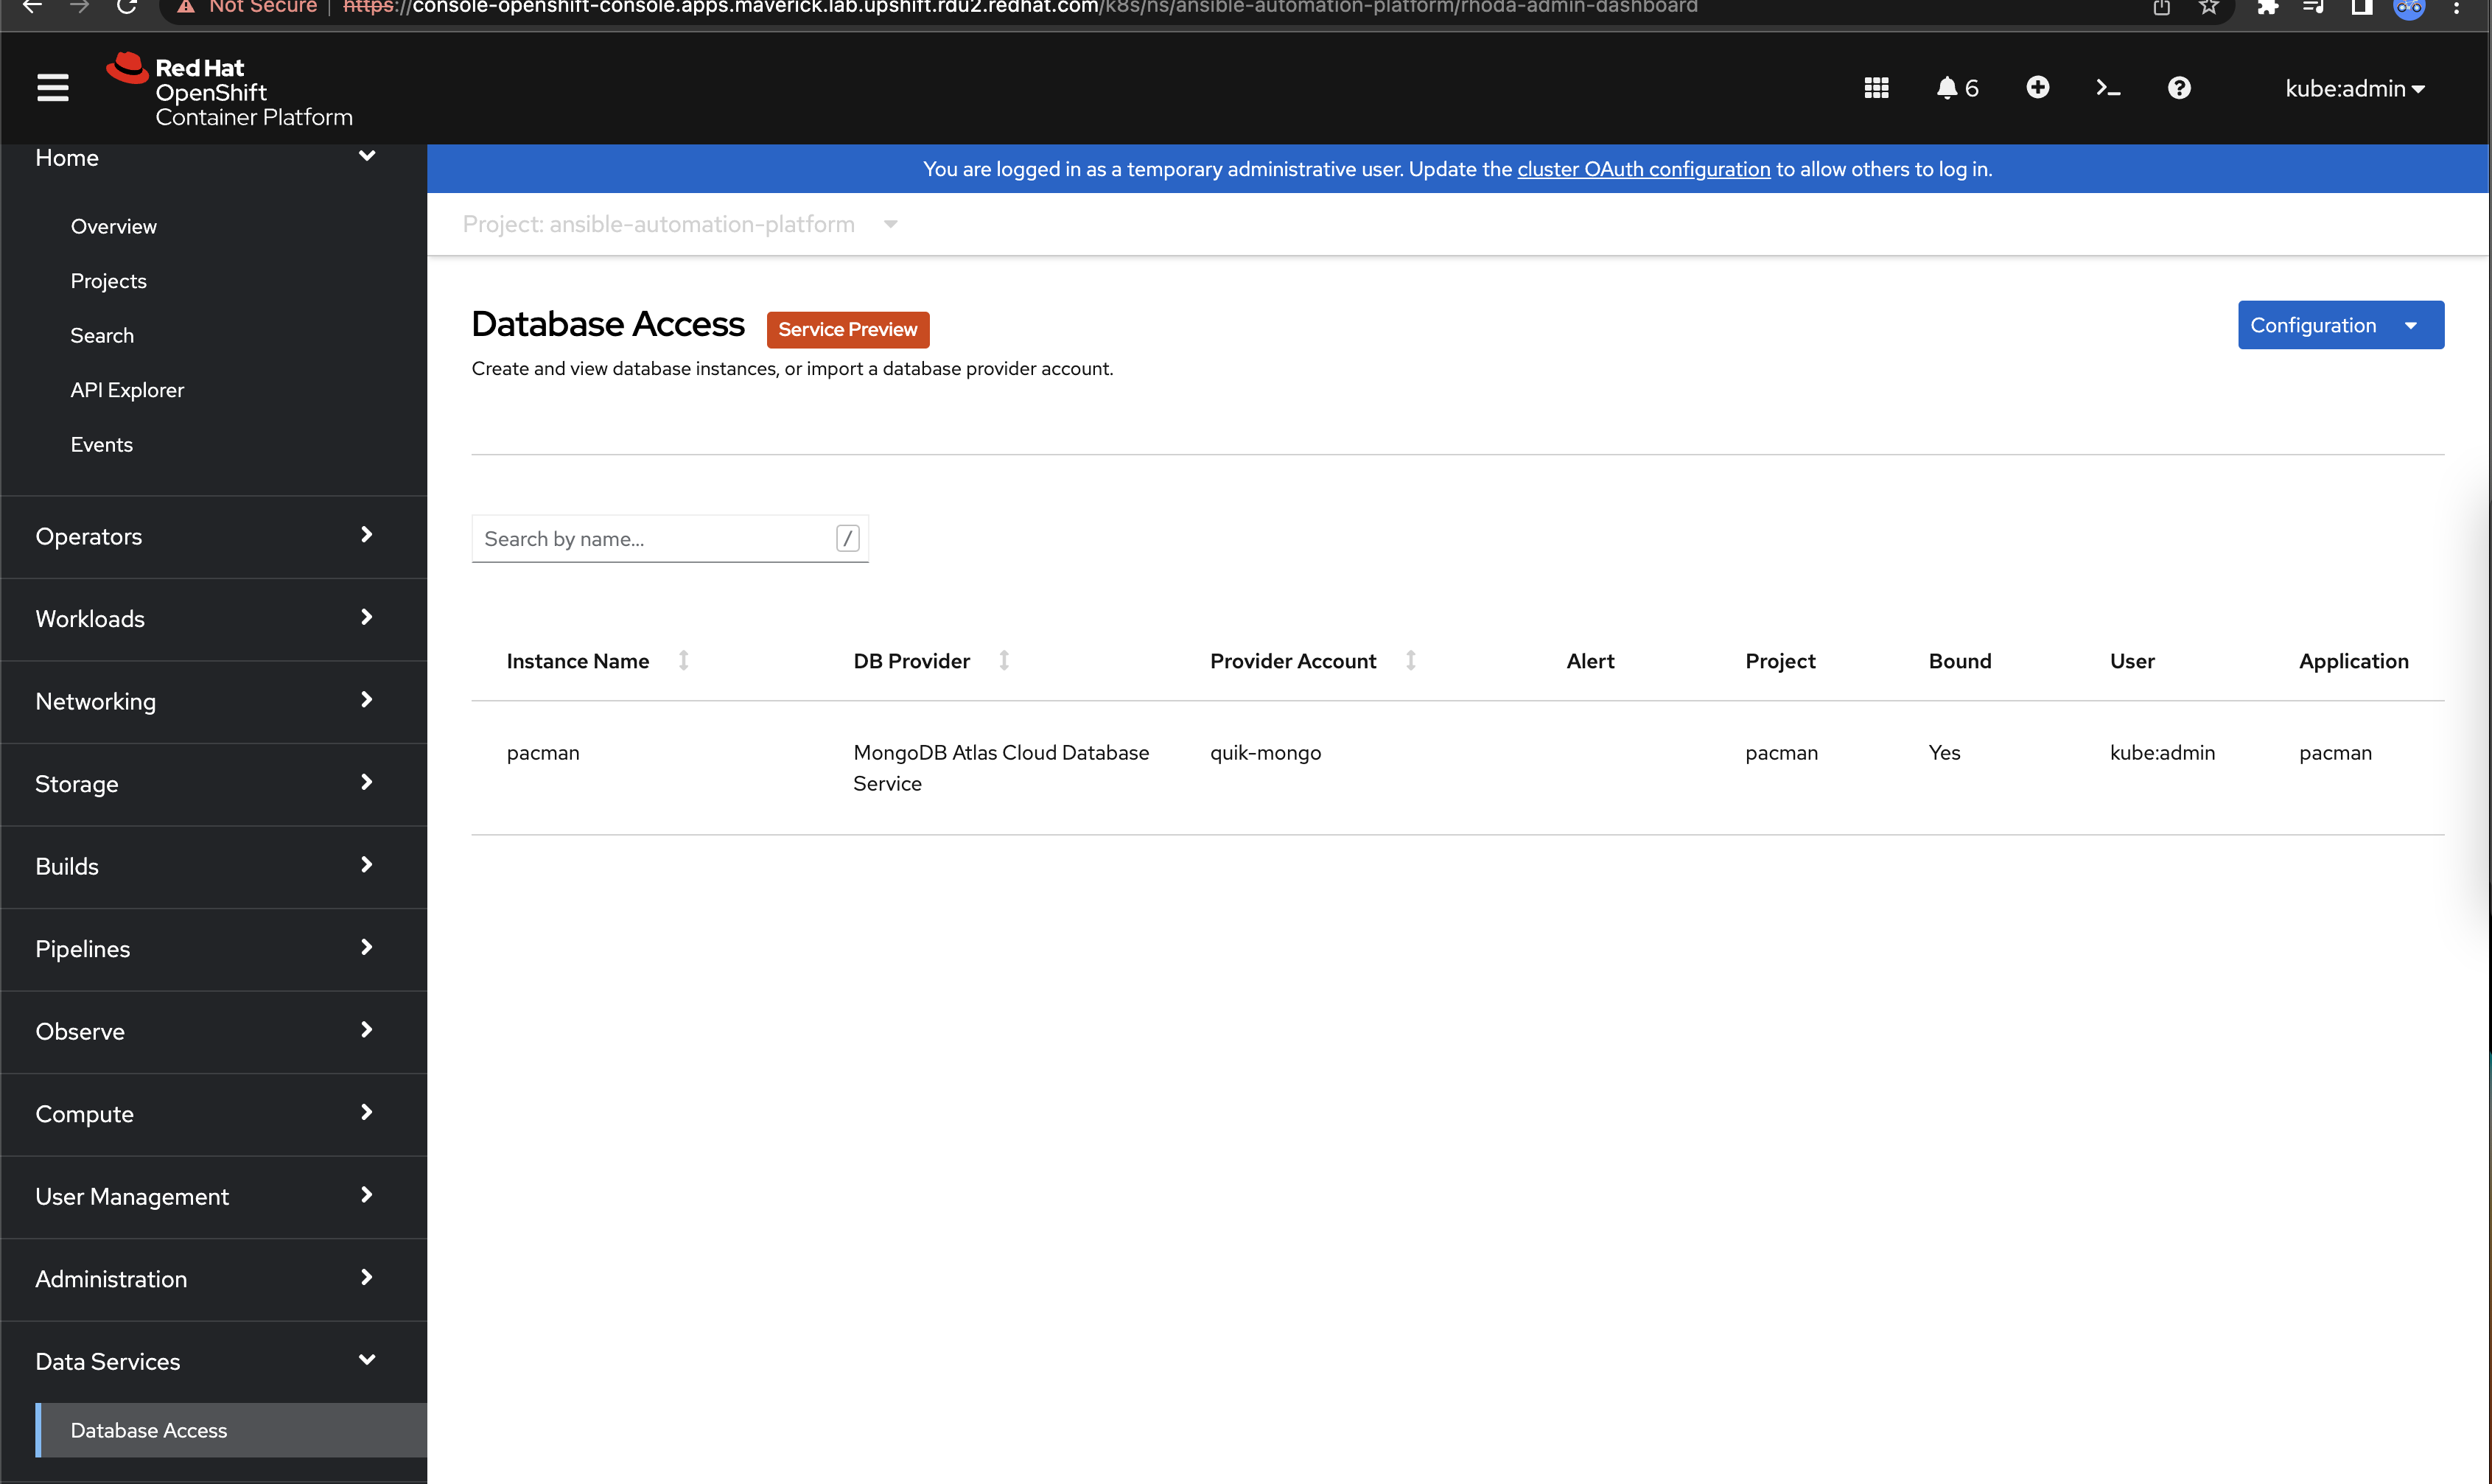 Not Secure | https://console-openshift-console.apps.maverick.lab.upshift.rdu2.redhat.com/k8s/ns/ansible-automation-platform/rhoda-admin-dashboard
Red Hat
OpenShift
Container Platform
6
kube:admin
Home
Overview
Projects
Search
API Explorer
Events
Operators
Workloads
Networking
Storage
Builds
Pipelines
Observe
Compute
User Management
Administration
Data Services
Database Access
You are logged in as a temporary administrative user. Update the cluster OAuth configuration to allow others to log in.
Project: ansible-automation-platform
Database Access Service Preview
Configuration
Create and view database instances, or import a database provider account.
Search by name... /
Instance Name DB Provider Provider Account Alert Project Bound User Application
pacman MongoDB Atlas Cloud Database quik-mongo pacman Yes kube:admin pacman
Service